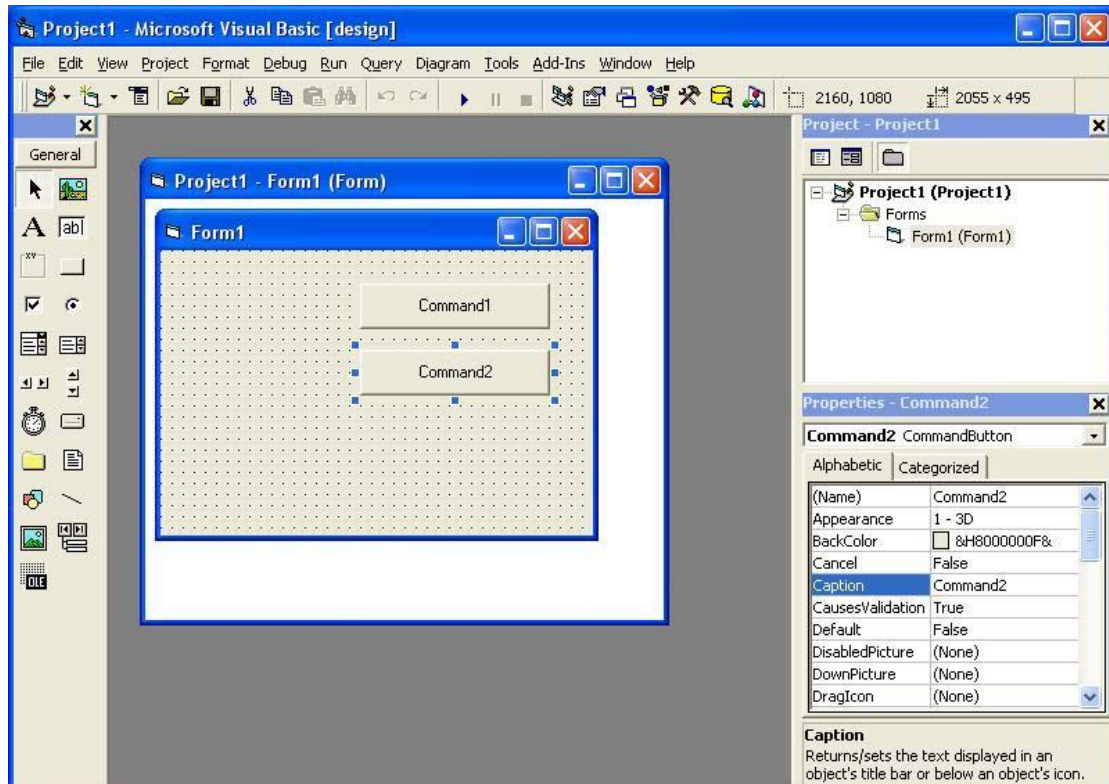 Project1 - Microsoft Visual Basic [design]
File Edit View Project Format Debug Run Query Diagram Tools Add-Ins Window Help
2160, 1080 2055 x 495
General
A ab|
XY
OLE
Project1 - Form1 (Form)
Form1
Command1
Command2
Project - Project1
Project1 (Project1)
Forms
Form1 (Form1)
Properties - Command2
Command2 CommandButton
Alphabetic Categorized
(Name) Command2
Appearance 1 - 3D
BackColor &H8000000F&
Cancel False
Caption Command2
CausesValidation True
Default False
DisabledPicture (None)
DownPicture (None)
DragIcon (None)
Caption
Returns/sets the text displayed in an
object's title bar or below an object's icon.